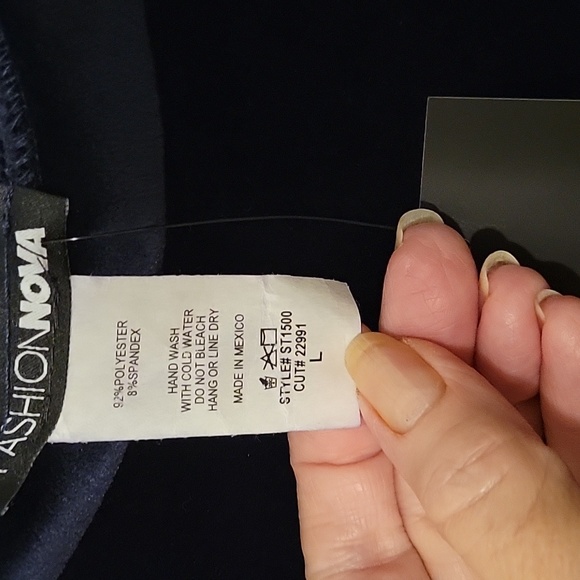 FASHIONNOVA
92%POLYESTER
8%SPANDEX
HAND WASH
WITH COLD WATER
DO NOT BLEACH
HANG OR LINE DRY
MADE IN MEXICO
STYLE# ST1500
CUT# 22991
L